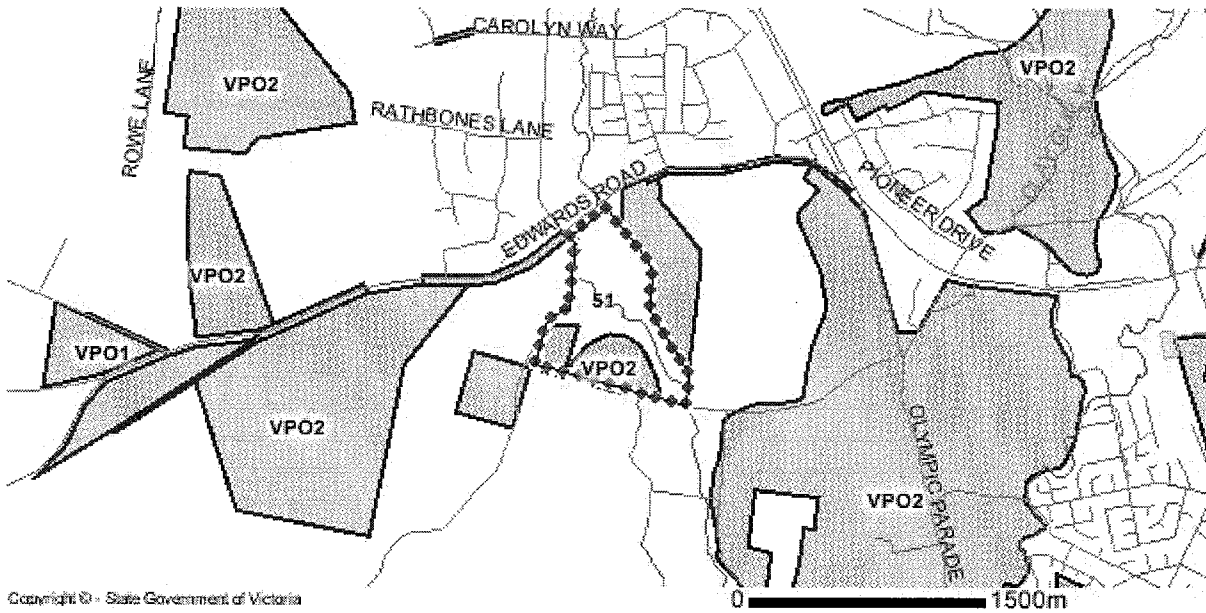 CAROLYN WAY
VPO2
VPO2
ROWE LANE
RATHBONES LANE
PIONEER DRIVE
EDWARDS ROAD
VPO2
51
VPO1
VPO2
VPO2
OLYMPIC PARADE
VPO2
Copyright © - State Government of Victoria
0 1500m